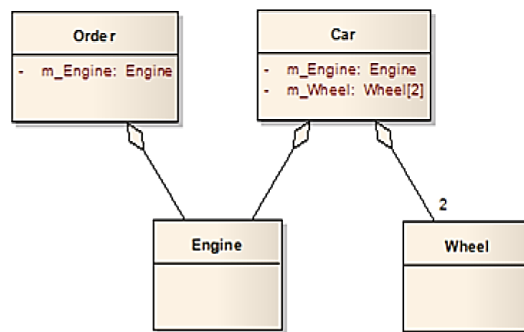 Order
- m_Engine: Engine
Car
- m_Engine: Engine
- m_Wheel: Wheel[2]
2
Engine
Wheel